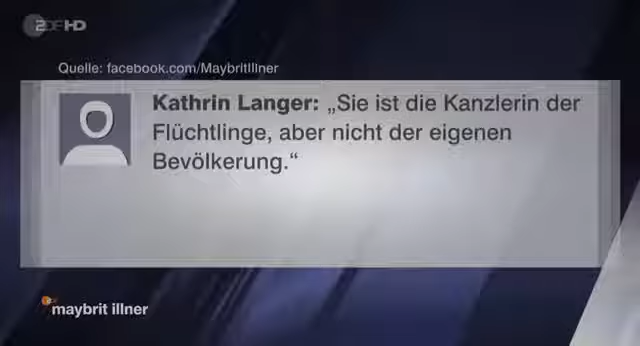 ZDF HD
Quelle: facebook.com/MaybritIllner
Kathrin Langer: „Sie ist die Kanzlerin der
Flüchtlinge, aber nicht der eigenen
Bevölkerung.“
maybrit illner